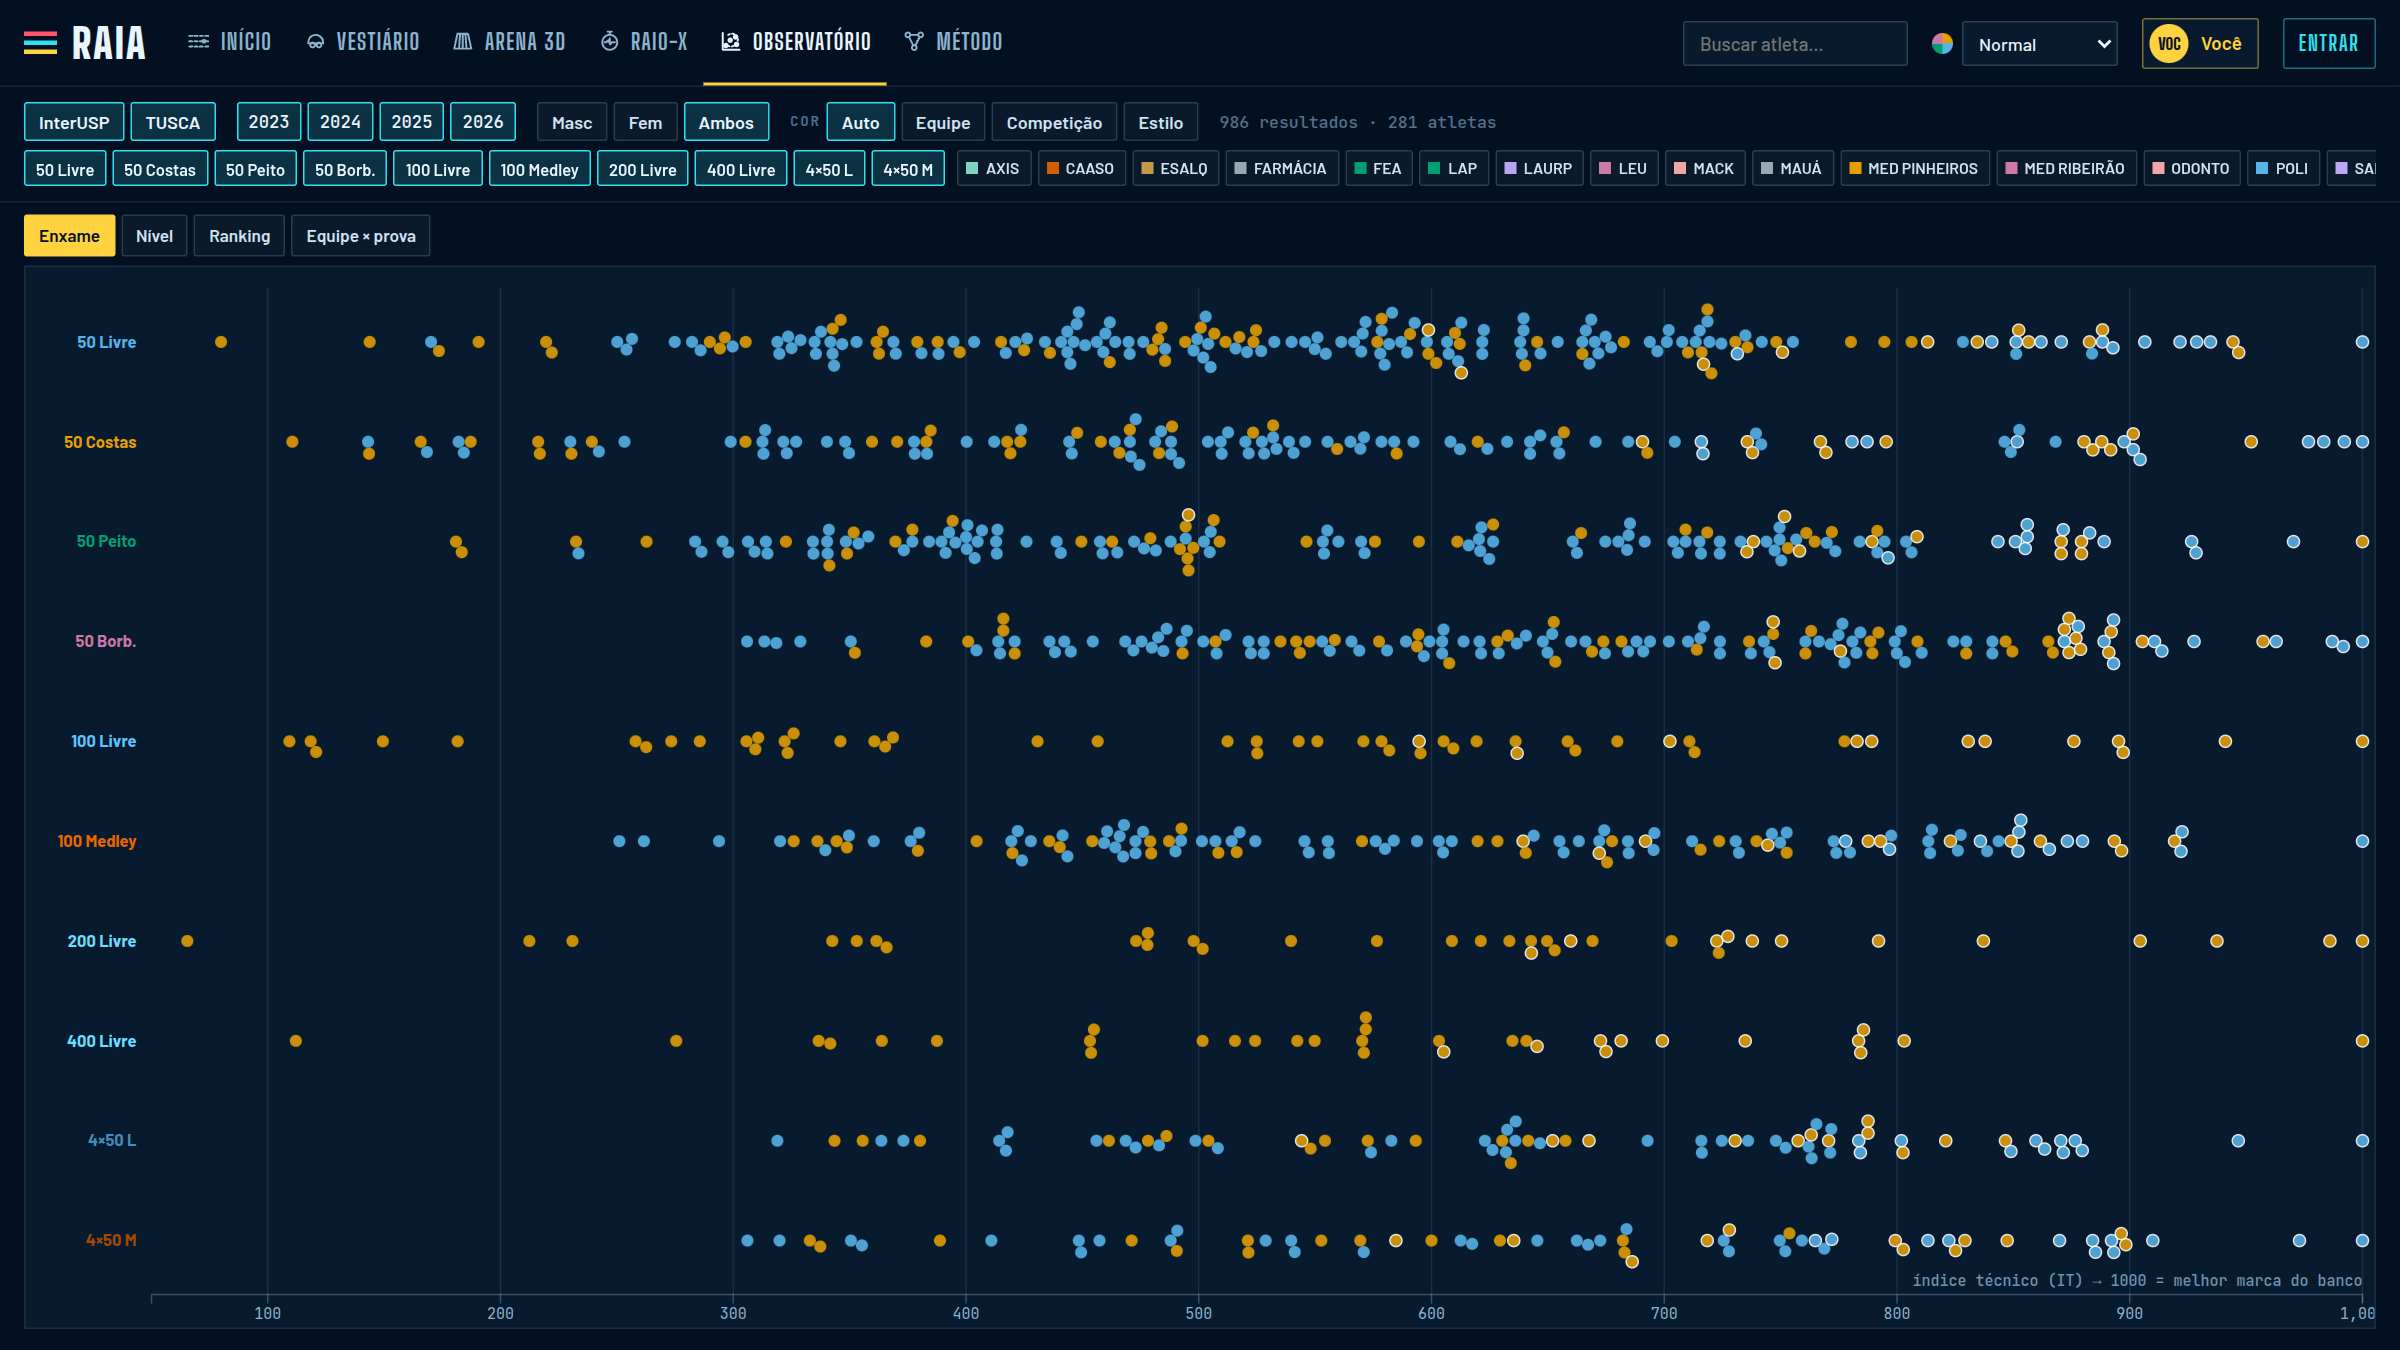 RAIA INÍCIO VESTIÁRIO ARENA 3D RAIO-X OBSERVATÓRIO MÉTODO Buscar atleta... Normal VOC Você ENTRAR
InterUSP TUSCA 2023 2024 2025 2026 Masc Fem Ambos COR Auto Equipe Competição Estilo 986 resultados · 281 atletas
50 Livre 50 Costas 50 Peito 50 Borb. 100 Livre 100 Medley 200 Livre 400 Livre 4×50 L 4×50 M AXIS CAASO ESALQ FARMÁCIA FEA LAP LAURP LEU MACK MAUÁ MED PINHEIROS MED RIBEIRÃO ODONTO POLI
Enxame Nível Ranking Equipe × prova
50 Livre
50 Costas
50 Peito
50 Borb.
100 Livre
100 Medley
200 Livre
400 Livre
4×50 L
4×50 M
índice técnico (IT) → 1000 = melhor marca do banco
100 200 300 400 500 600 700 800 900 1,00